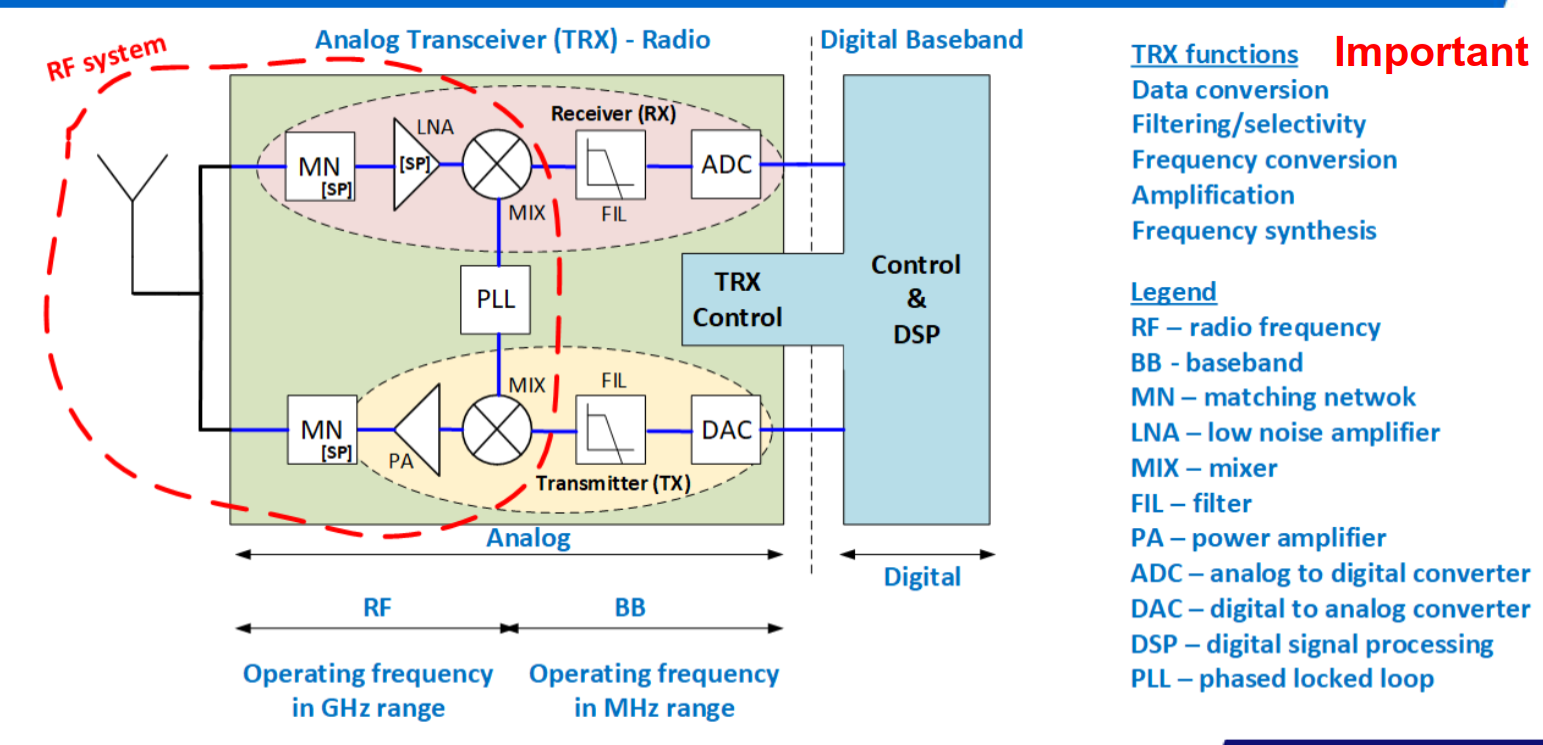 RF system
Analog Transceiver (TRX) - Radio
Digital Baseband
Receiver (RX)
LNA
MN
[SP]
[SP]
MIX
FIL
ADC
PLL
TRX
Control
Control
&
DSP
MIX
FIL
MN
[SP]
PA
DAC
Transmitter (TX)
Analog
Digital
RF
BB
Operating frequency
in GHz range
Operating frequency
in MHz range
Important
TRX functions
Data conversion
Filtering/selectivity
Frequency conversion
Amplification
Frequency synthesis
Legend
RF – radio frequency
BB - baseband
MN – matching netwok
LNA – low noise amplifier
MIX – mixer
FIL – filter
PA – power amplifier
ADC – analog to digital converter
DAC – digital to analog converter
DSP – digital signal processing
PLL – phased locked loop